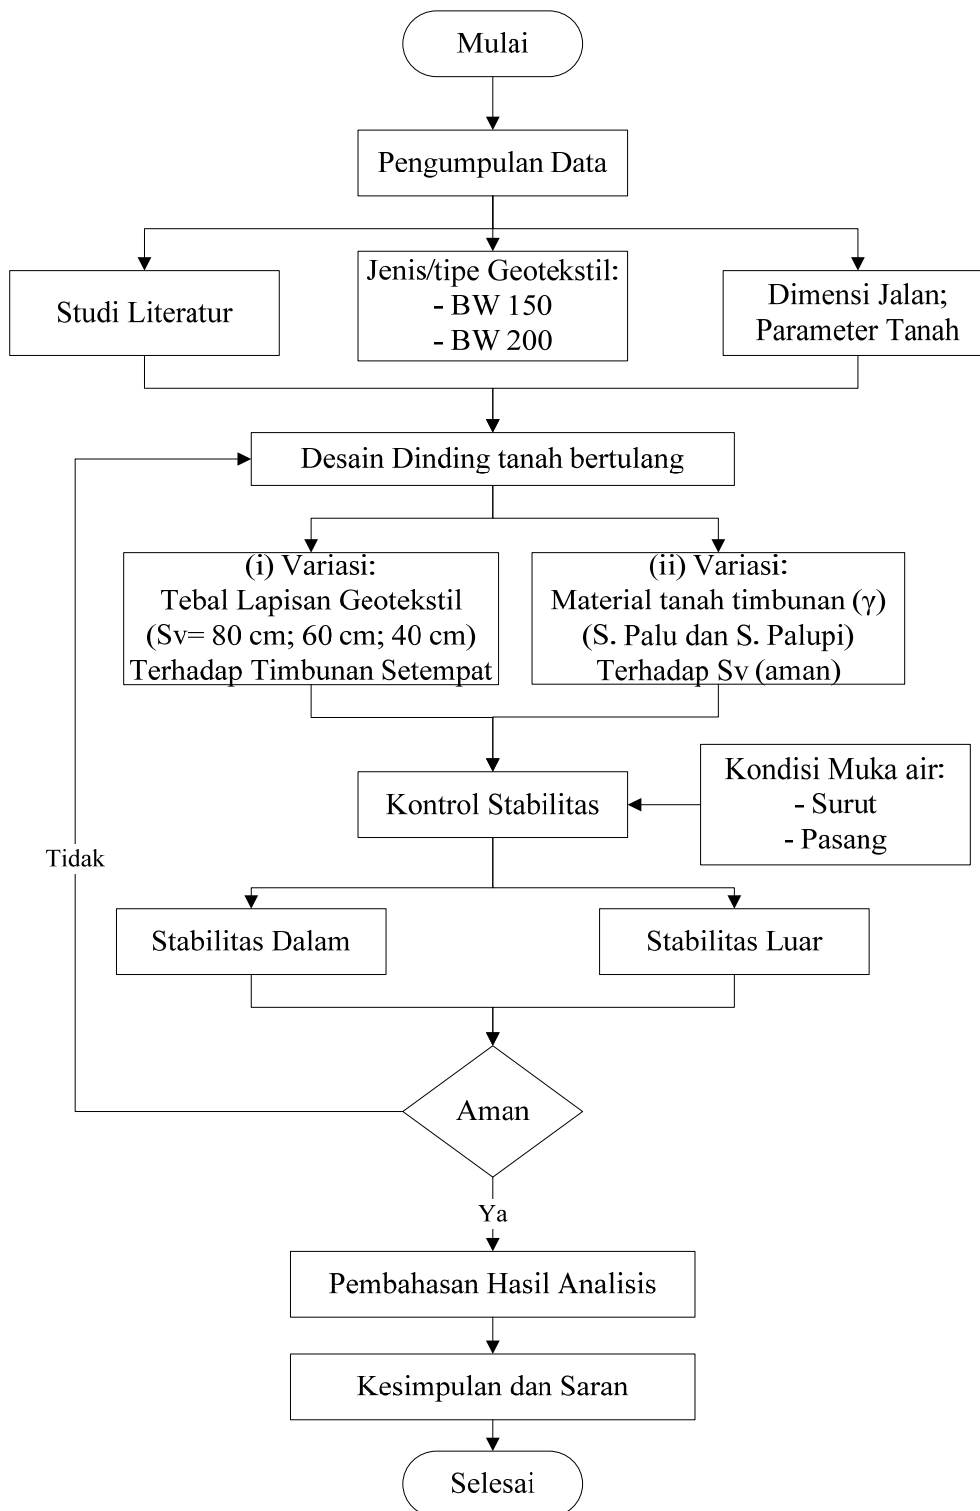 Mulai
Pengumpulan Data
Studi Literatur
Jenis/tipe Geotekstil:
- BW 150
- BW 200
Dimensi Jalan;
Parameter Tanah
Desain Dinding tanah bertulang
(i) Variasi:
Tebal Lapisan Geotekstil
(Sv= 80 cm; 60 cm; 40 cm)
Terhadap Timbunan Setempat
(ii) Variasi:
Material tanah timbunan (γ)
(S. Palu dan S. Palupi)
Terhadap Sv (aman)
Kontrol Stabilitas
Kondisi Muka air:
- Surut
- Pasang
Tidak
Stabilitas Dalam
Stabilitas Luar
Aman
Ya
Pembahasan Hasil Analisis
Kesimpulan dan Saran
Selesai